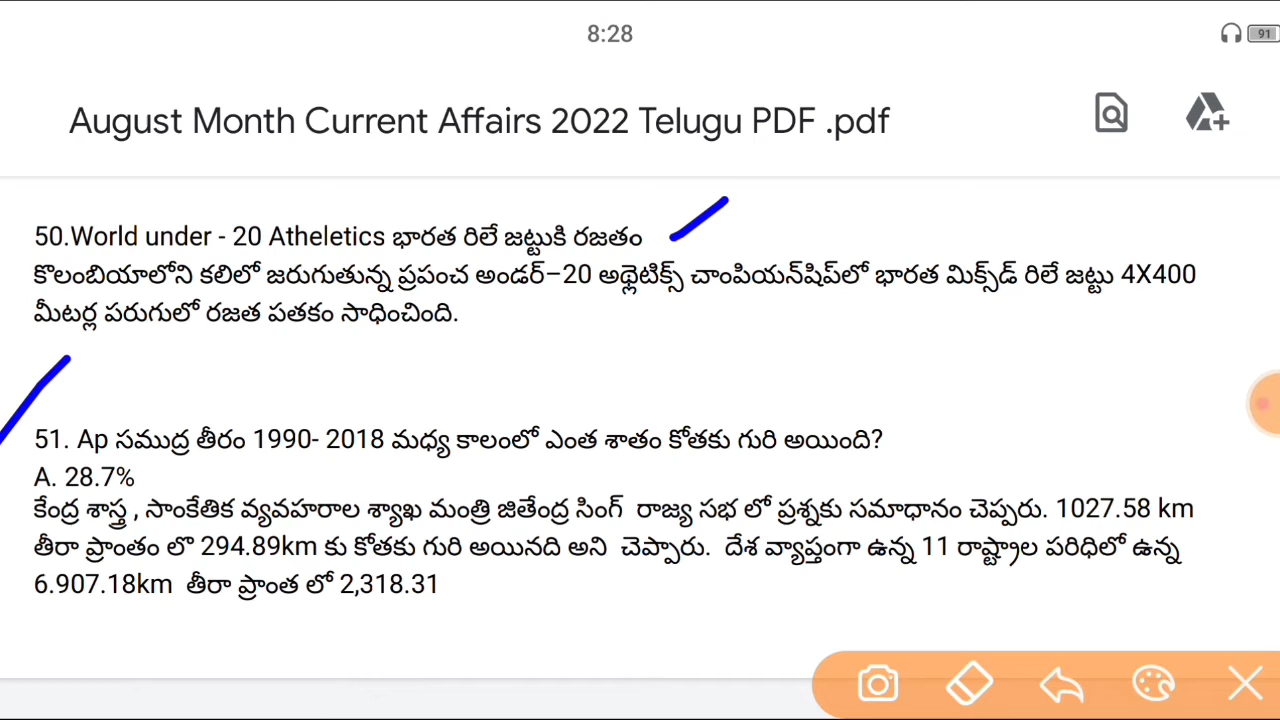 8:28
91
August Month Current Affairs 2022 Telugu PDF .pdf
50.World under - 20 Atheletics భారత రిలే జట్టుకి రజతం
కొలంబియాలోని కలిలో జరుగుతున్న ప్రపంచ అండర్–20 అథ్లెటిక్స్ చాంపియన్‌షిప్‌లో భారత మిక్స్‌డ్ రిలే జట్టు 4X400
మీటర్ల పరుగులో రజత పతకం సాధించింది.
51. Ap సముద్ర తీరం 1990- 2018 మధ్య కాలంలో ఎంత శాతం కోతకు గురి అయింది?
A. 28.7%
కేంద్ర శాస్త్ర , సాంకేతిక వ్యవహరాల శ్యాఖ మంత్రి జితేంద్ర సింగ్ రాజ్య సభ లో ప్రశ్నకు సమాధానం చెప్పరు. 1027.58 km
తీరా ప్రాంతం లొ 294.89km కు కోతకు గురి అయినది అని చెప్పారు. దేశ వ్యాప్తంగా ఉన్న 11 రాష్ట్రాల పరిధిలో ఉన్న
6.907.18km తీరా ప్రాంత లో 2,318.31